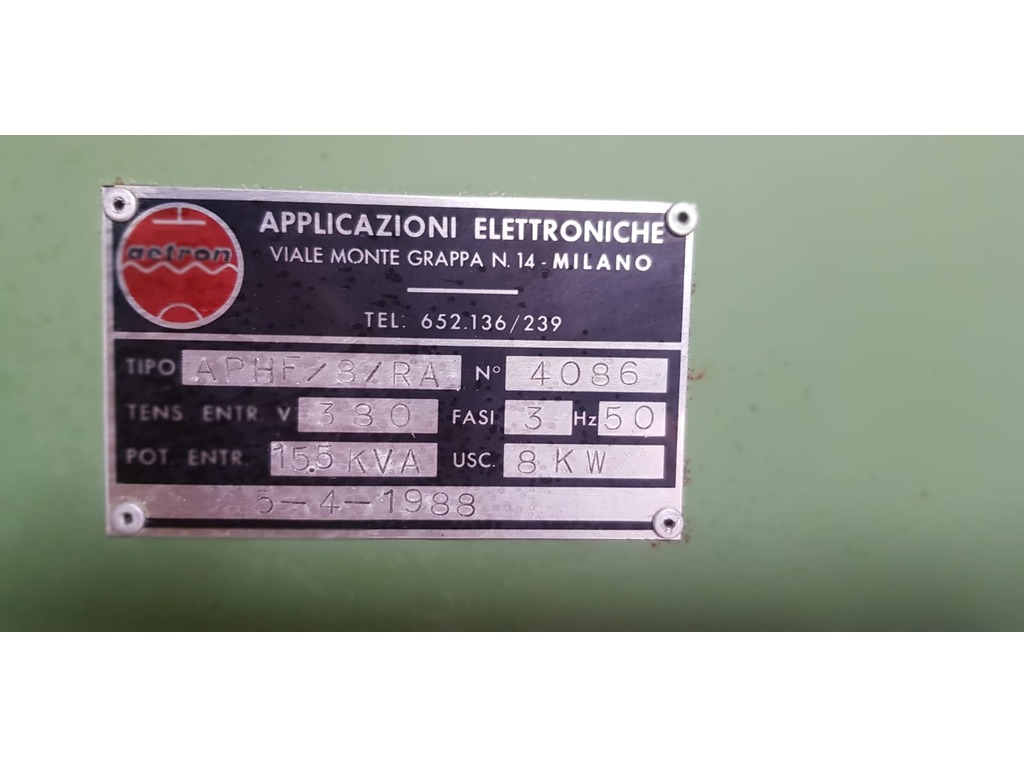 APPLICAZIONI ELETTRONICHE
VIALE MONTE GRAPPA N. 14 - MILANO
aetron
TEL: 652.136/239
TIPO APHF/8/RA N° 4086
TENS. ENTR. V 380 FASI 3 Hz 50
POT. ENTR. 15.5 KVA USC. 8 KW
5-4-1988